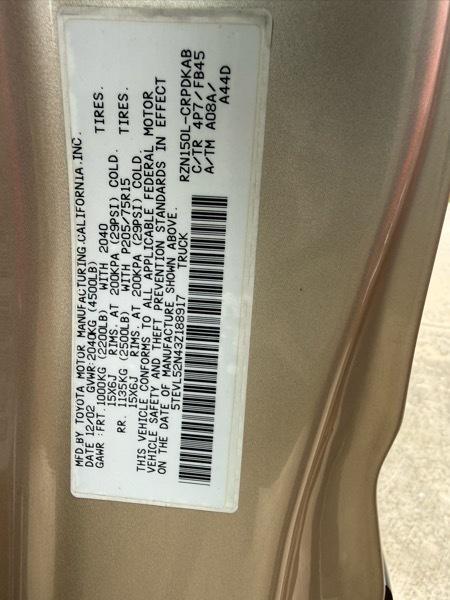 MFD.BY TOYOTA MOTOR MANUFACTURING.CALIFORNIA.INC.
DATE 12/02 GVWR:2040KG (4500LB)
GAWR :FRT.1000KG (2200LB) WITH 2040 TIRES.
15X6J RIMS. AT 200KPA (29PSI) COLD.
RR. 1135KG (2500LB) WITH P205/75R15 TIRES.
15X6J RIMS. AT 200KPA (29PSI) COLD.
THIS VEHICLE CONFORMS TO ALL APPLICABLE FEDERAL MOTOR
VEHICLE SAFETY AND THEFT PREVENTION STANDARDS IN EFFECT
ON THE DATE OF MANUFACTURE SHOWN ABOVE.
5TEVL52N43Z188917 TRUCK
RZN150L-CRPDKAB
C/TR 4P7/FB45
A/TM A08A/
A44D